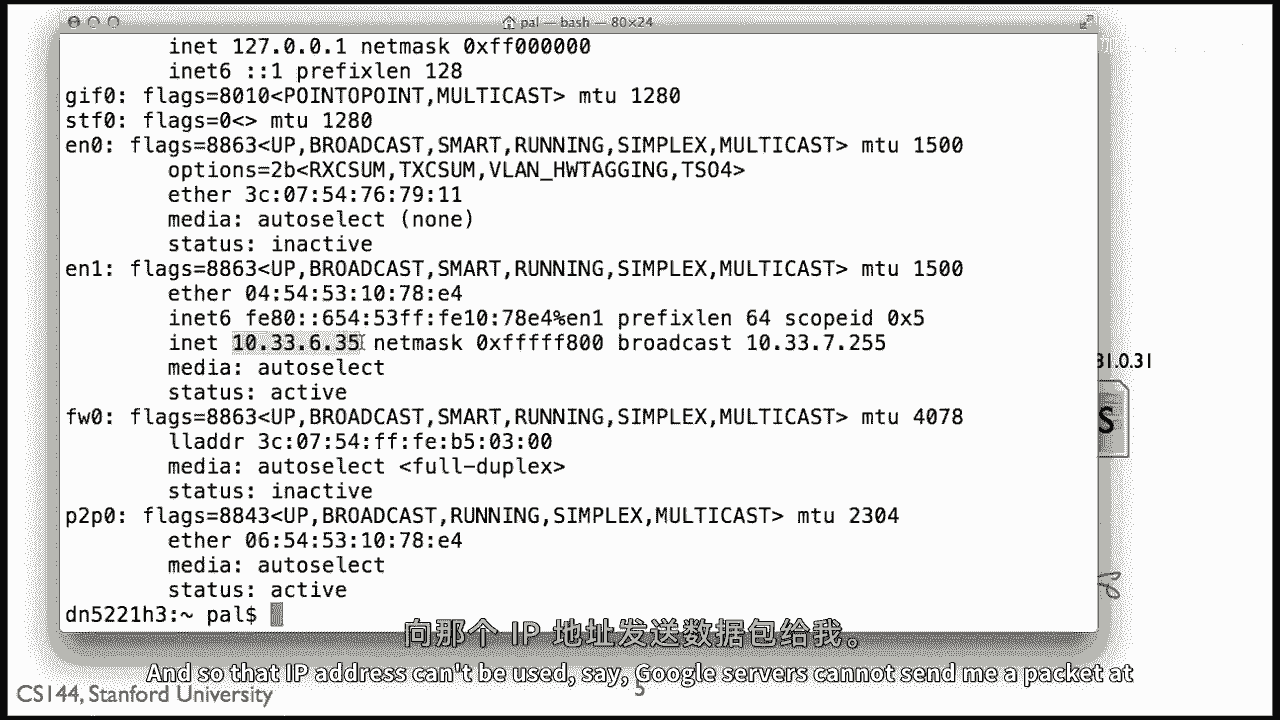 pal — bash — 80×24
inet 127.0.0.1 netmask 0xff000000
inet6 ::1 prefixlen 128
gif0: flags=8010<POINTOPOINT,MULTICAST> mtu 1280
stf0: flags=0<> mtu 1280
en0: flags=8863<UP,BROADCAST,SMART,RUNNING,SIMPLEX,MULTICAST> mtu 1500
options=2b<RXCSUM,TXCSUM,VLAN_HWTAGGING,TSO4>
ether 3c:07:54:76:79:11
media: autoselect (none)
status: inactive
en1: flags=8863<UP,BROADCAST,SMART,RUNNING,SIMPLEX,MULTICAST> mtu 1500
ether 04:54:53:10:78:e4
inet6 fe80::654:53ff:fe10:78e4%en1 prefixlen 64 scopeid 0x5
inet 10.33.6.35 netmask 0xfffff800 broadcast 10.33.7.255
media: autoselect
status: active
fw0: flags=8863<UP,BROADCAST,SMART,RUNNING,SIMPLEX,MULTICAST> mtu 4078
lladdr 3c:07:54:ff:fe:b5:03:00
media: autoselect <full-duplex>
status: inactive
p2p0: flags=8843<UP,BROADCAST,RUNNING,SIMPLEX,MULTICAST> mtu 2304
ether 06:54:53:10:78:e4
media: autoselect
status: active
dn5221h3:~ pal$
31.0.31
S
向那个 IP 地址发送数据包给我。
And so that IP address can't be used, say, Google servers cannot send me a packet at
CS144, Stanford University
5